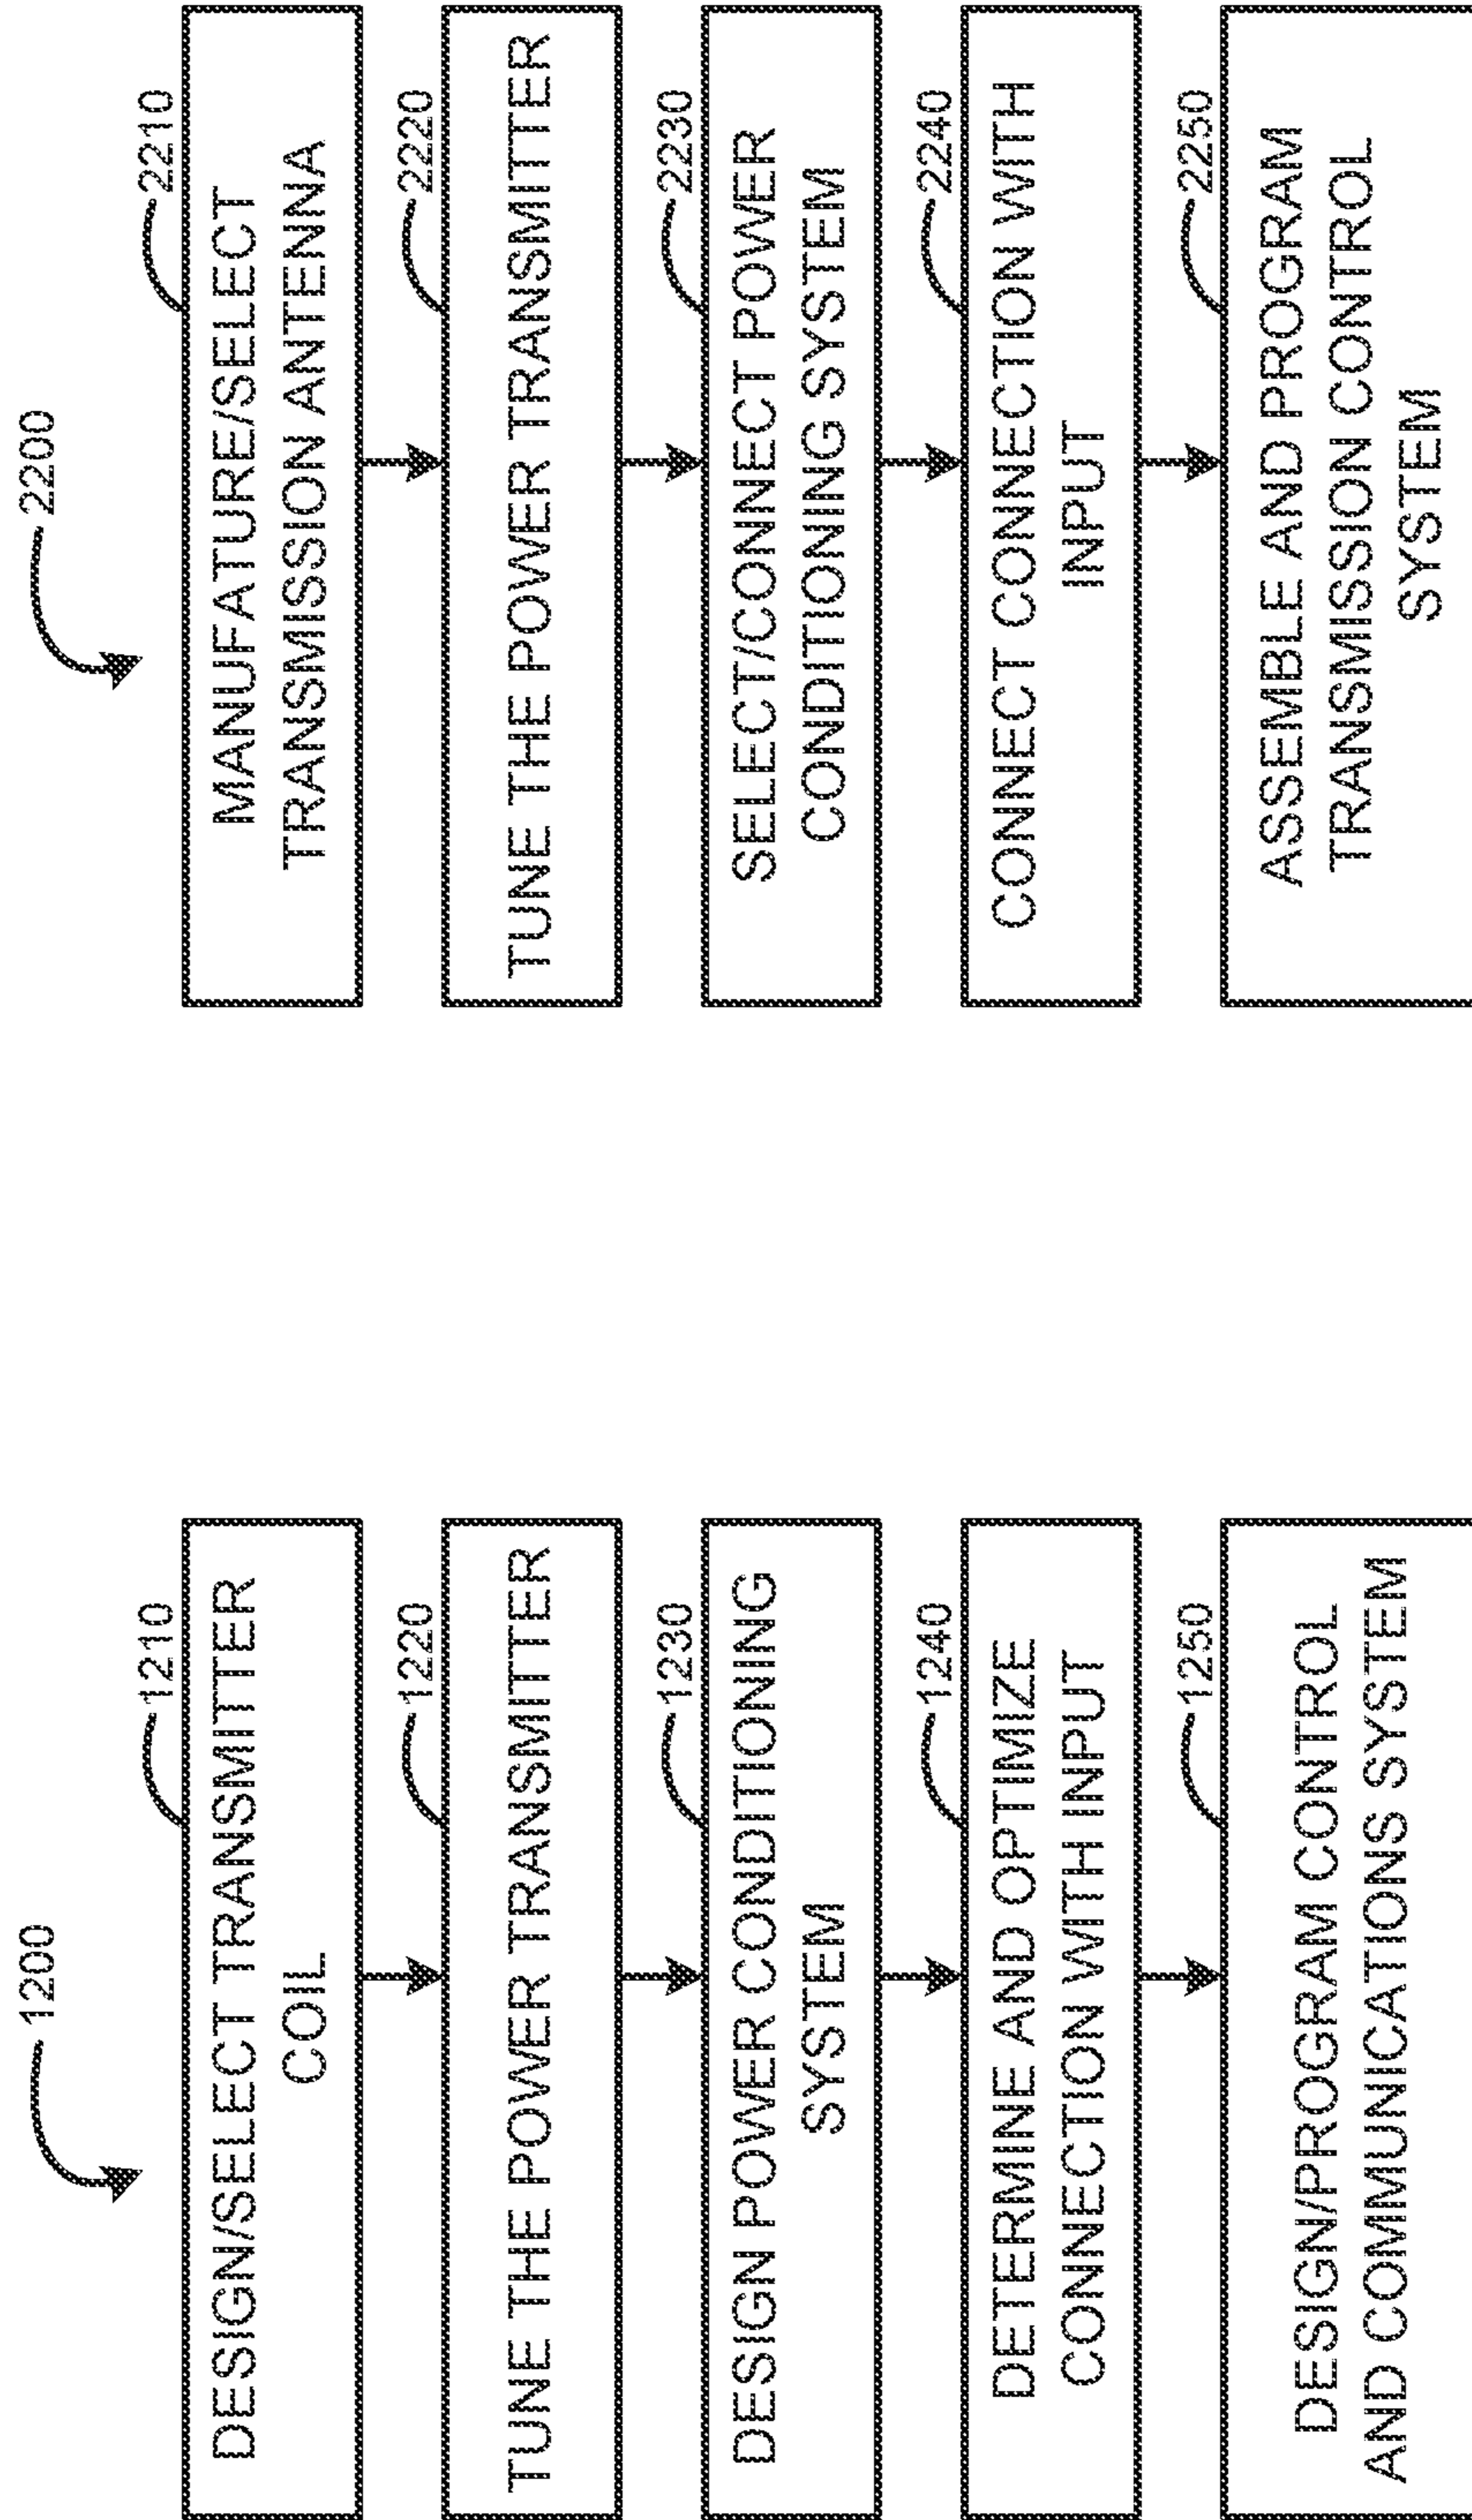 1200
1210
DESIGN/SELECT TRANSMITTER
COIL
1220
TUNE THE POWER TRANSMITTER
1230
DESIGN POWER CONDITIONING
SYSTEM
1240
DETERMINE AND OPTIMIZE
CONNECTION WITH INPUT
1250
DESIGN/PROGRAM CONTROL
AND COMMUNICATIONS SYSTEM
2200
2210
MANUFATURE/SELECT
TRANSMISSION ANTENNA
2220
TUNE THE POWER TRANSMITTER
2230
SELECT/CONNECT POWER
CONDITIONING SYSTEM
2240
CONNECT CONNECTION WITH
INPUT
2250
ASSEMBLE AND PROGRAM
TRANSMISSION CONTROL
SYSTEM